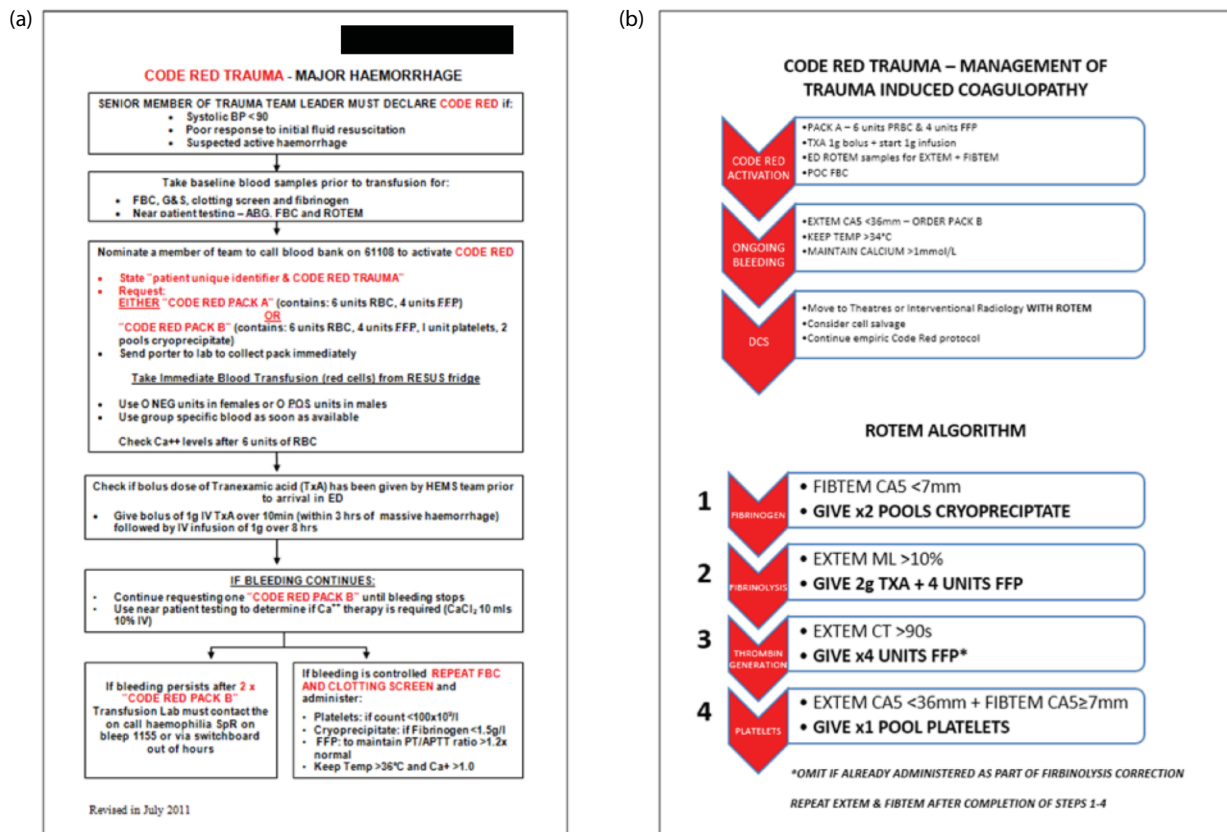 (a)
CODE RED TRAUMA - MAJOR HAEMORRHAGE
SENIOR MEMBER OF TRAUMA TEAM LEADER MUST DECLARE CODE RED if:
• Systolic BP <90
• Poor response to initial fluid resuscitation
• Suspected active haemorrhage
Take baseline blood samples prior to transfusion for:
• FBC, G&S, clotting screen and fibrinogen
• Near patient testing – ABG, FBC and ROTEM
Nominate a member of team to call blood bank on 61108 to activate CODE RED
• State "patient unique identifier & CODE RED TRAUMA"
• Request:
EITHER "CODE RED PACK A" (contains: 6 units RBC, 4 units FFP)
OR
"CODE RED PACK B" (contains: 6 units RBC, 4 units FFP, I unit platelets, 2
pools cryoprecipitate)
• Send porter to lab to collect pack immediately
Take Immediate Blood Transfusion (red cells) from RESUS fridge
• Use O NEG units in females or O POS units in males
• Use group specific blood as soon as available
Check Ca++ levels after 6 units of RBC
Check if bolus dose of Tranexamic acid (TxA) has been given by HEMS team prior
to arrival in ED
• Give bolus of 1g IV TxA over 10min (within 3 hrs of massive haemorrhage)
followed by IV infusion of 1g over 8 hrs
IF BLEEDING CONTINUES:
• Continue requesting one "CODE RED PACK B" until bleeding stops
• Use near patient testing to determine if Ca++ therapy is required (CaCl₂ 10 mls
10% IV)
If bleeding persists after 2 x
"CODE RED PACK B"
Transfusion Lab must contact the
on call haemophilia SpR on
bleep 1155 or via switchboard
out of hours
If bleeding is controlled REPEAT FBC
AND CLOTTING SCREEN and
administer:
• Platelets: if count <100x10⁹/l
• Cryoprecipitate: if Fibrinogen <1.5g/l
• FFP: to maintain PT/APTT ratio >1.2x
normal
• Keep Temp >36°C and Ca+ >1.0
Revised in July 2011
(b)
CODE RED TRAUMA – MANAGEMENT OF
TRAUMA INDUCED COAGULOPATHY
CODE RED
ACTIVATION
•PACK A – 6 units PRBC & 4 units FFP
•TXA 1g bolus + start 1g infusion
•ED ROTEM samples for EXTEM + FIBTEM
•POC FBC
ONGOING
BLEEDING
•EXTEM CA5 <36mm – ORDER PACK B
•KEEP TEMP >34°C
•MAINTAIN CALCIUM >1mmol/L
DCS
•Move to Theatres or Interventional Radiology WITH ROTEM
•Consider cell salvage
•Continue empiric Code Red protocol
ROTEM ALGORITHM
1
FIBRINOGEN
• FIBTEM CA5 <7mm
• GIVE x2 POOLS CRYOPRECIPTATE
2
FIBRINOLYSIS
• EXTEM ML >10%
• GIVE 2g TXA + 4 UNITS FFP
3
THROMBIN
GENERATION
• EXTEM CT >90s
• GIVE x4 UNITS FFP*
4
PLATELETS
• EXTEM CA5 <36mm + FIBTEM CA5≥7mm
• GIVE x1 POOL PLATELETS
*OMIT IF ALREADY ADMINISTERED AS PART OF FIRBINOLYSIS CORRECTION
REPEAT EXTEM & FIBTEM AFTER COMPLETION OF STEPS 1-4